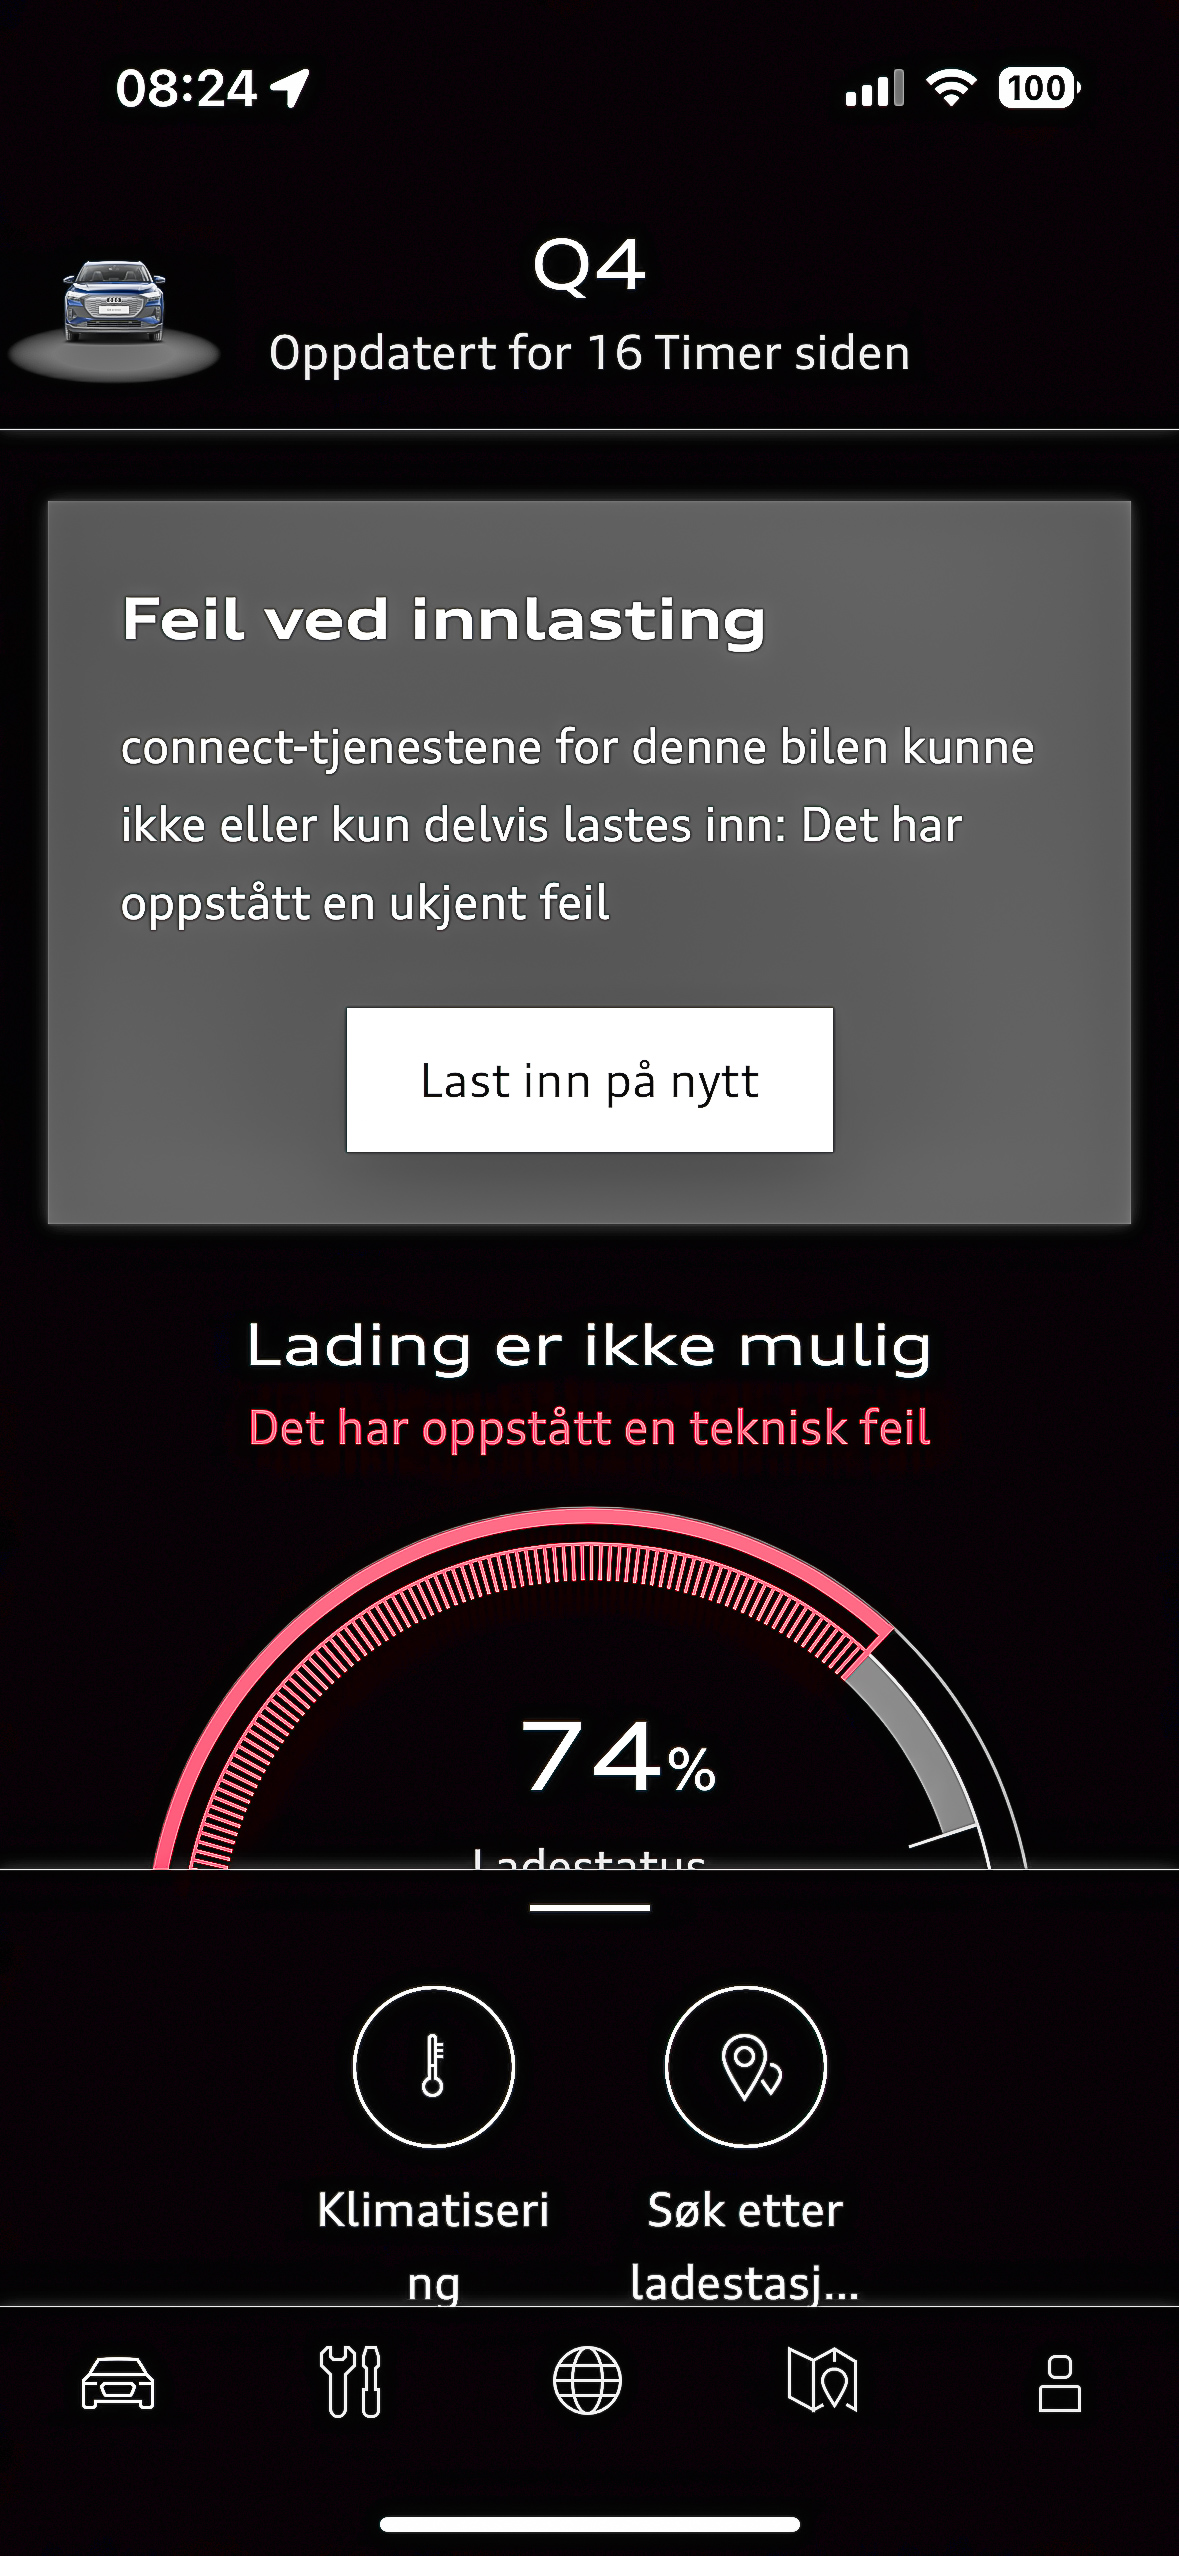 08:24
100
Q4
Oppdatert for 16 Timer siden
Feil ved innlasting
connect-tjenestene for denne bilen kunne
ikke eller kun delvis lastes inn: Det har
oppstått en ukjent feil
Last inn på nytt
Lading er ikke mulig
Det har oppstått en teknisk feil
74%
Ladestatus
Klimatiseri
ng
Søk etter
ladestasj...